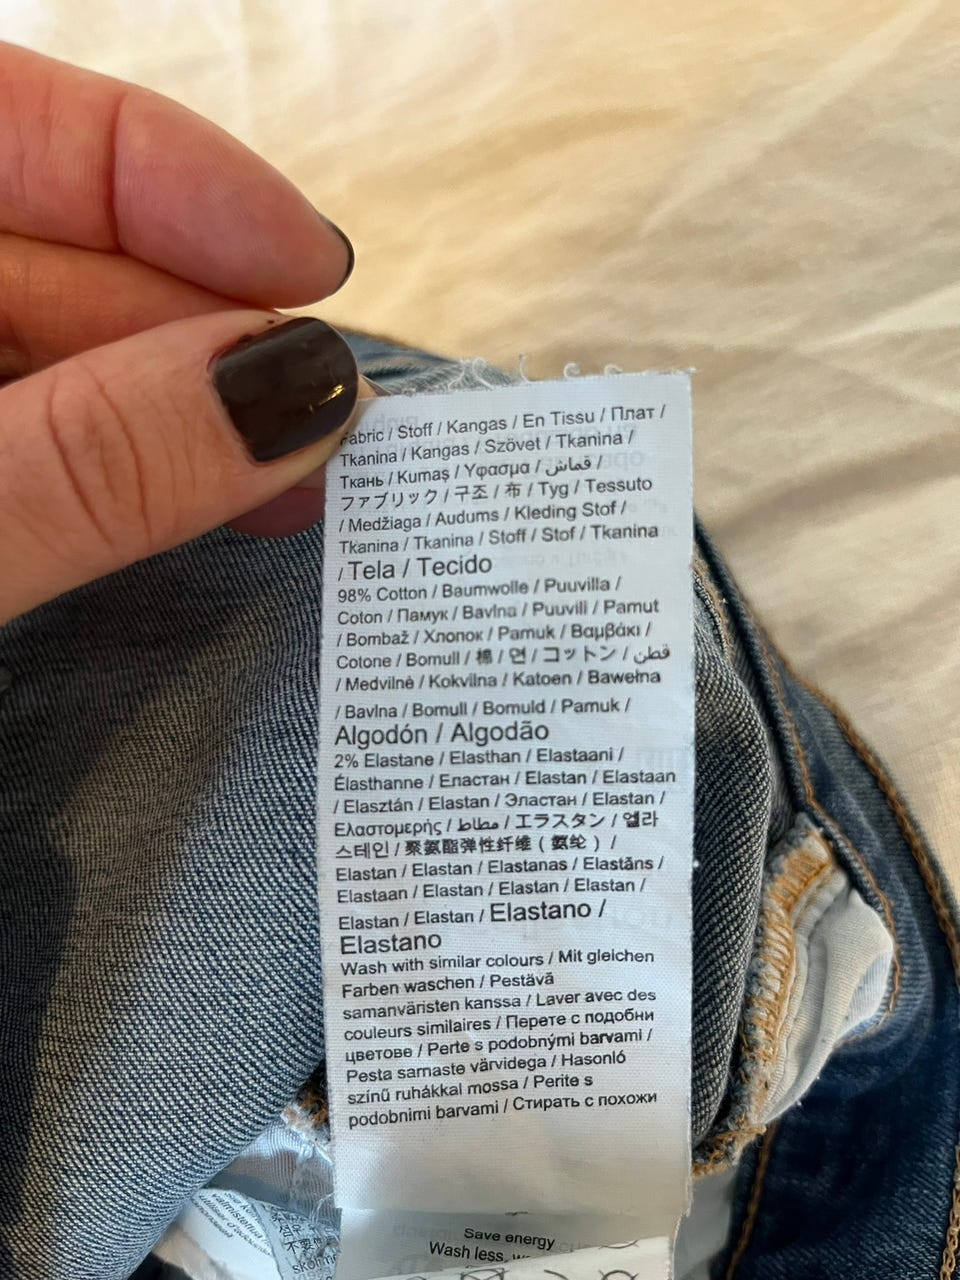 Fabric / Stoff / Kangas / En Tissu / Плат /
Tkanina / Kangas / Szövet / Tkanina /
Ткань / Kumaş / Υφασμα / قماش /
ファブリック / 구조 / 布 / Tyg / Tessuto
/ Medžiaga / Audums / Kleding Stof /
Tkanina / Tkanina / Stoff / Stof / Tkanina
/ Tela / Tecido
98% Cotton / Baumwolle / Puuvilla /
Coton / Памук / Bavlna / Puuvili / Pamut
/ Bombaž / Хлопок / Pamuk / Βαμβάκι /
Cotone / Bomull / 棉 / 면 / コットン / قطن
/ Medvilnė / Kokvilna / Katoen / Bawełna
/ Bavlna / Bomull / Bomuld / Pamuk /
Algodón / Algodão
2% Elastane / Elasthan / Elastaani /
Élasthanne / Еластан / Elastan / Elastaan
/ Elasztán / Elastan / Эластан / Elastan /
Ελαστομερής / مطاط / エラスタン / 엘라
스테인 / 聚氨酯弹性纤维 ( 氨纶 ) /
Elastan / Elastan / Elastanas / Elastāns /
Elastaan / Elastan / Elastan / Elastan /
Elastan / Elastan / Elastano /
Elastano
Wash with similar colours / Mit gleichen
Farben waschen / Pestävä
samanväristen kanssa / Laver avec des
couleurs similaires / Перете с подобни
цветове / Perte s podobnými barvami /
Pesta sarnaste värvidega / Hasonló
színű ruhákkal mossa / Perite s
podobnimi barvami / Стирать с похожи
Save energy
Wash less,